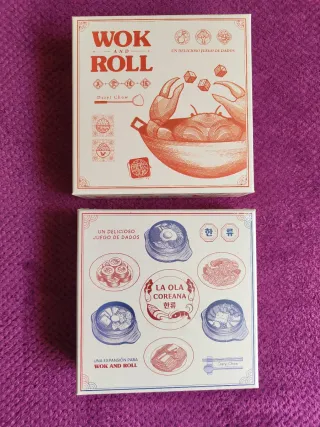 WOK
AND
ROLL
UN DELICIOSO JUEGO DE DADOS
UN DELICIOSO
JUEGO DE DADOS
한 류
LA OLA
COREANA
한류
UNA EXPANSIÓN PARA
WOK AND ROLL